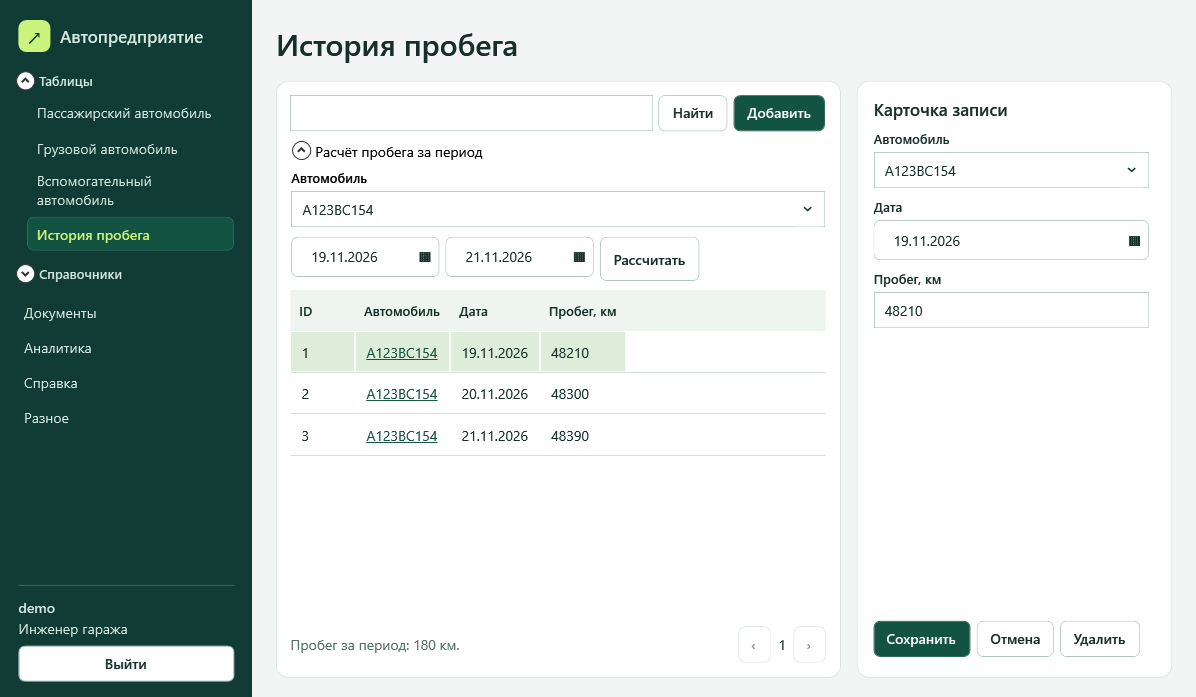 Автопредприятие
Таблицы
Пассажирский автомобиль
Грузовой автомобиль
Вспомогательный
автомобиль
История пробега
Справочники
Документы
Аналитика
Справка
Разное
demo
Инженер гаража
Выйти
История пробега
Найти
Добавить
Расчёт пробега за период
Автомобиль
А123ВС154
19.11.2026
21.11.2026
Рассчитать
ID Автомобиль Дата Пробег, км
1 А123ВС154 19.11.2026 48210
2 А123ВС154 20.11.2026 48300
3 А123ВС154 21.11.2026 48390
Пробег за период: 180 км.
‹ 1 ›
Карточка записи
Автомобиль
А123ВС154
Дата
19.11.2026
Пробег, км
48210
Сохранить
Отмена
Удалить